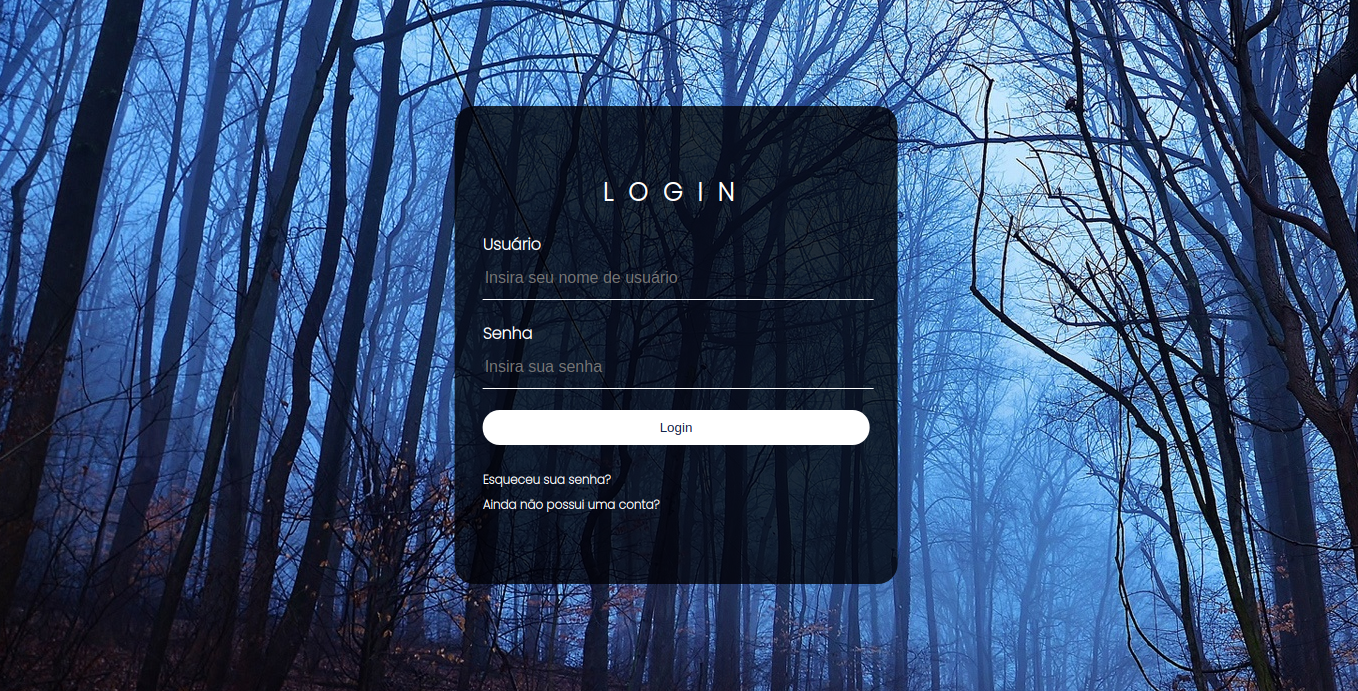 LOGIN
Usuário
Insira seu nome de usuário
Senha
Insira sua senha
Login
Esqueceu sua senha?
Ainda não possui uma conta?